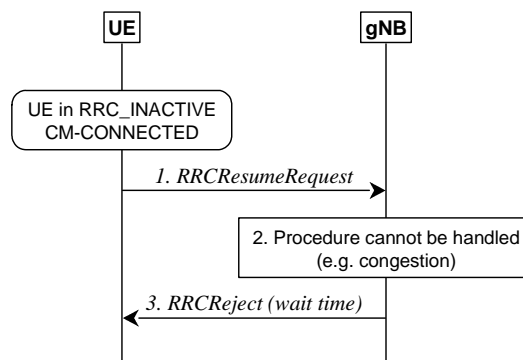 UE
gNB
UE in RRC_INACTIVE
CM-CONNECTED
1. RRCResumeRequest
2. Procedure cannot be handled
(e.g. congestion)
3. RRCReject (wait time)